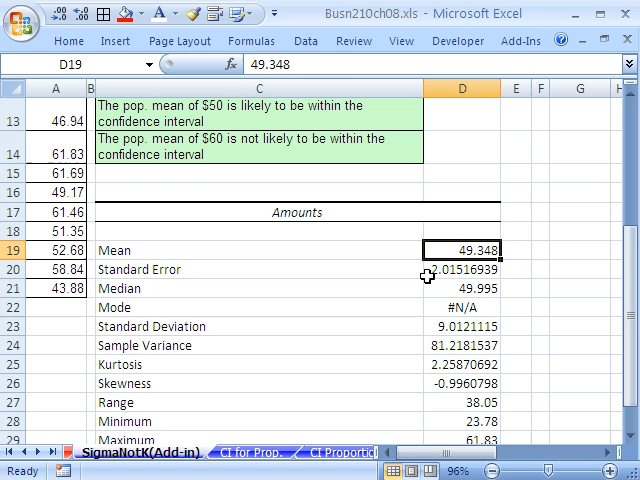 Busn210ch08.xls - Microsoft Excel
Home Insert Page Layout Formulas Data Review View Developer Add-Ins
D19 fx 49.348
A B C D E F G H
13 46.94 The pop. mean of $50 is likely to be within the
confidence interval
14 61.83 The pop. mean of $60 is not likely to be within the
confidence interval
15 61.69
16 49.17
17 61.46 Amounts
18 51.35
19 52.68 Mean 49.348
20 58.84 Standard Error 2.01516939
21 43.88 Median 49.995
22 Mode #N/A
23 Standard Deviation 9.0121115
24 Sample Variance 81.2181537
25 Kurtosis 2.25870692
26 Skewness -0.9960798
27 Range 38.05
28 Minimum 23.78
29 Maximum 61.83
SigmaNotK(Add-in) CI for Prop. CI Proportio
Ready 96%